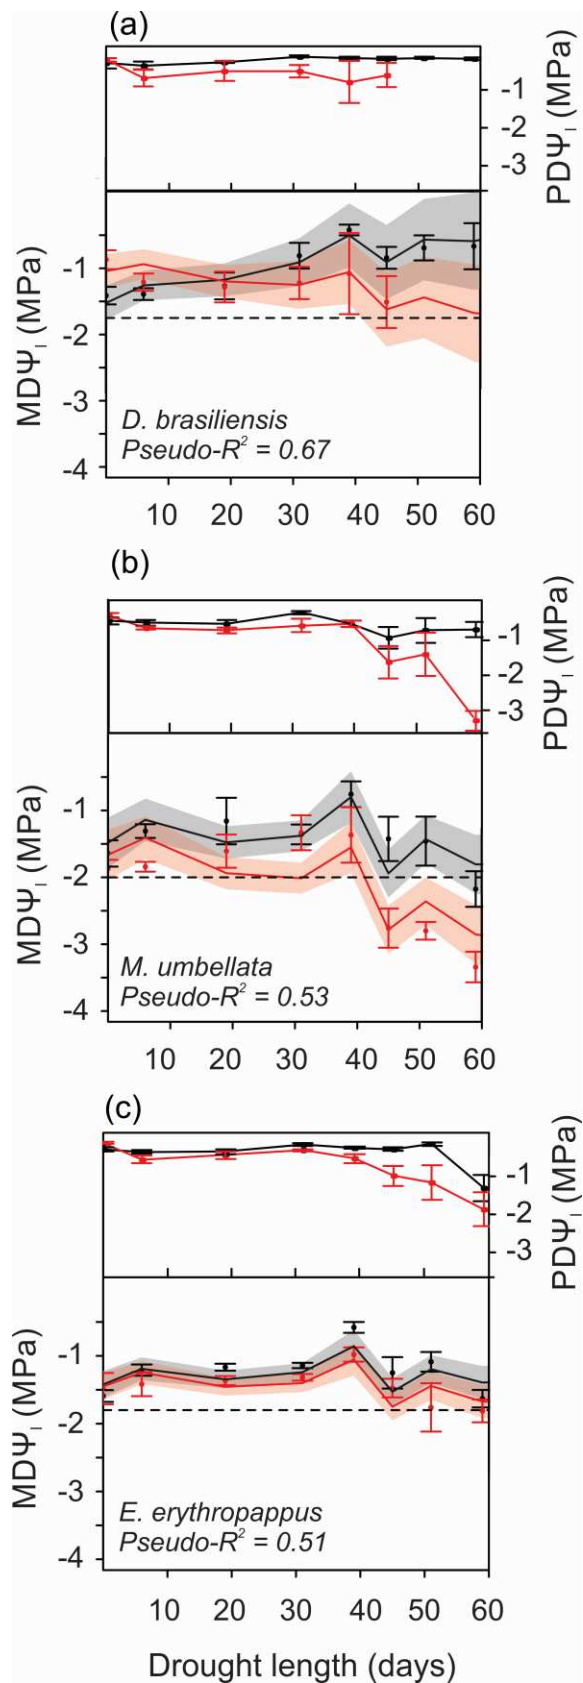 (a)
-1
-2
-3
PDΨl (MPa)
-1
-2
-3
-4
MDΨl (MPa)
D. brasiliensis
Pseudo-R² = 0.67
10 20 30 40 50 60
(b)
-1
-2
-3
PDΨl (MPa)
-1
-2
-3
-4
MDΨl (MPa)
M. umbellata
Pseudo-R² = 0.53
10 20 30 40 50 60
(c)
-1
-2
-3
PDΨl (MPa)
-1
-2
-3
-4
MDΨl (MPa)
E. erythropappus
Pseudo-R² = 0.51
10 20 30 40 50 60
Drought length (days)